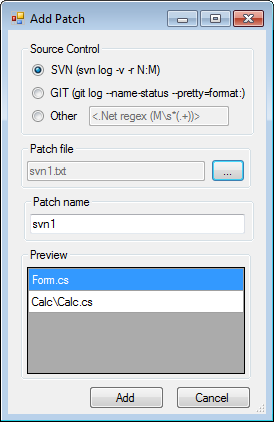 Add Patch
Source Control
SVN (svn log -v -r N:M)
GIT (git log --name-status --pretty=format:)
Other <.Net regex (M\s*(.+))>
Patch file
svn1.txt ...
Patch name
svn1
Preview
Form.cs
Calc\Calc.cs
Add Cancel